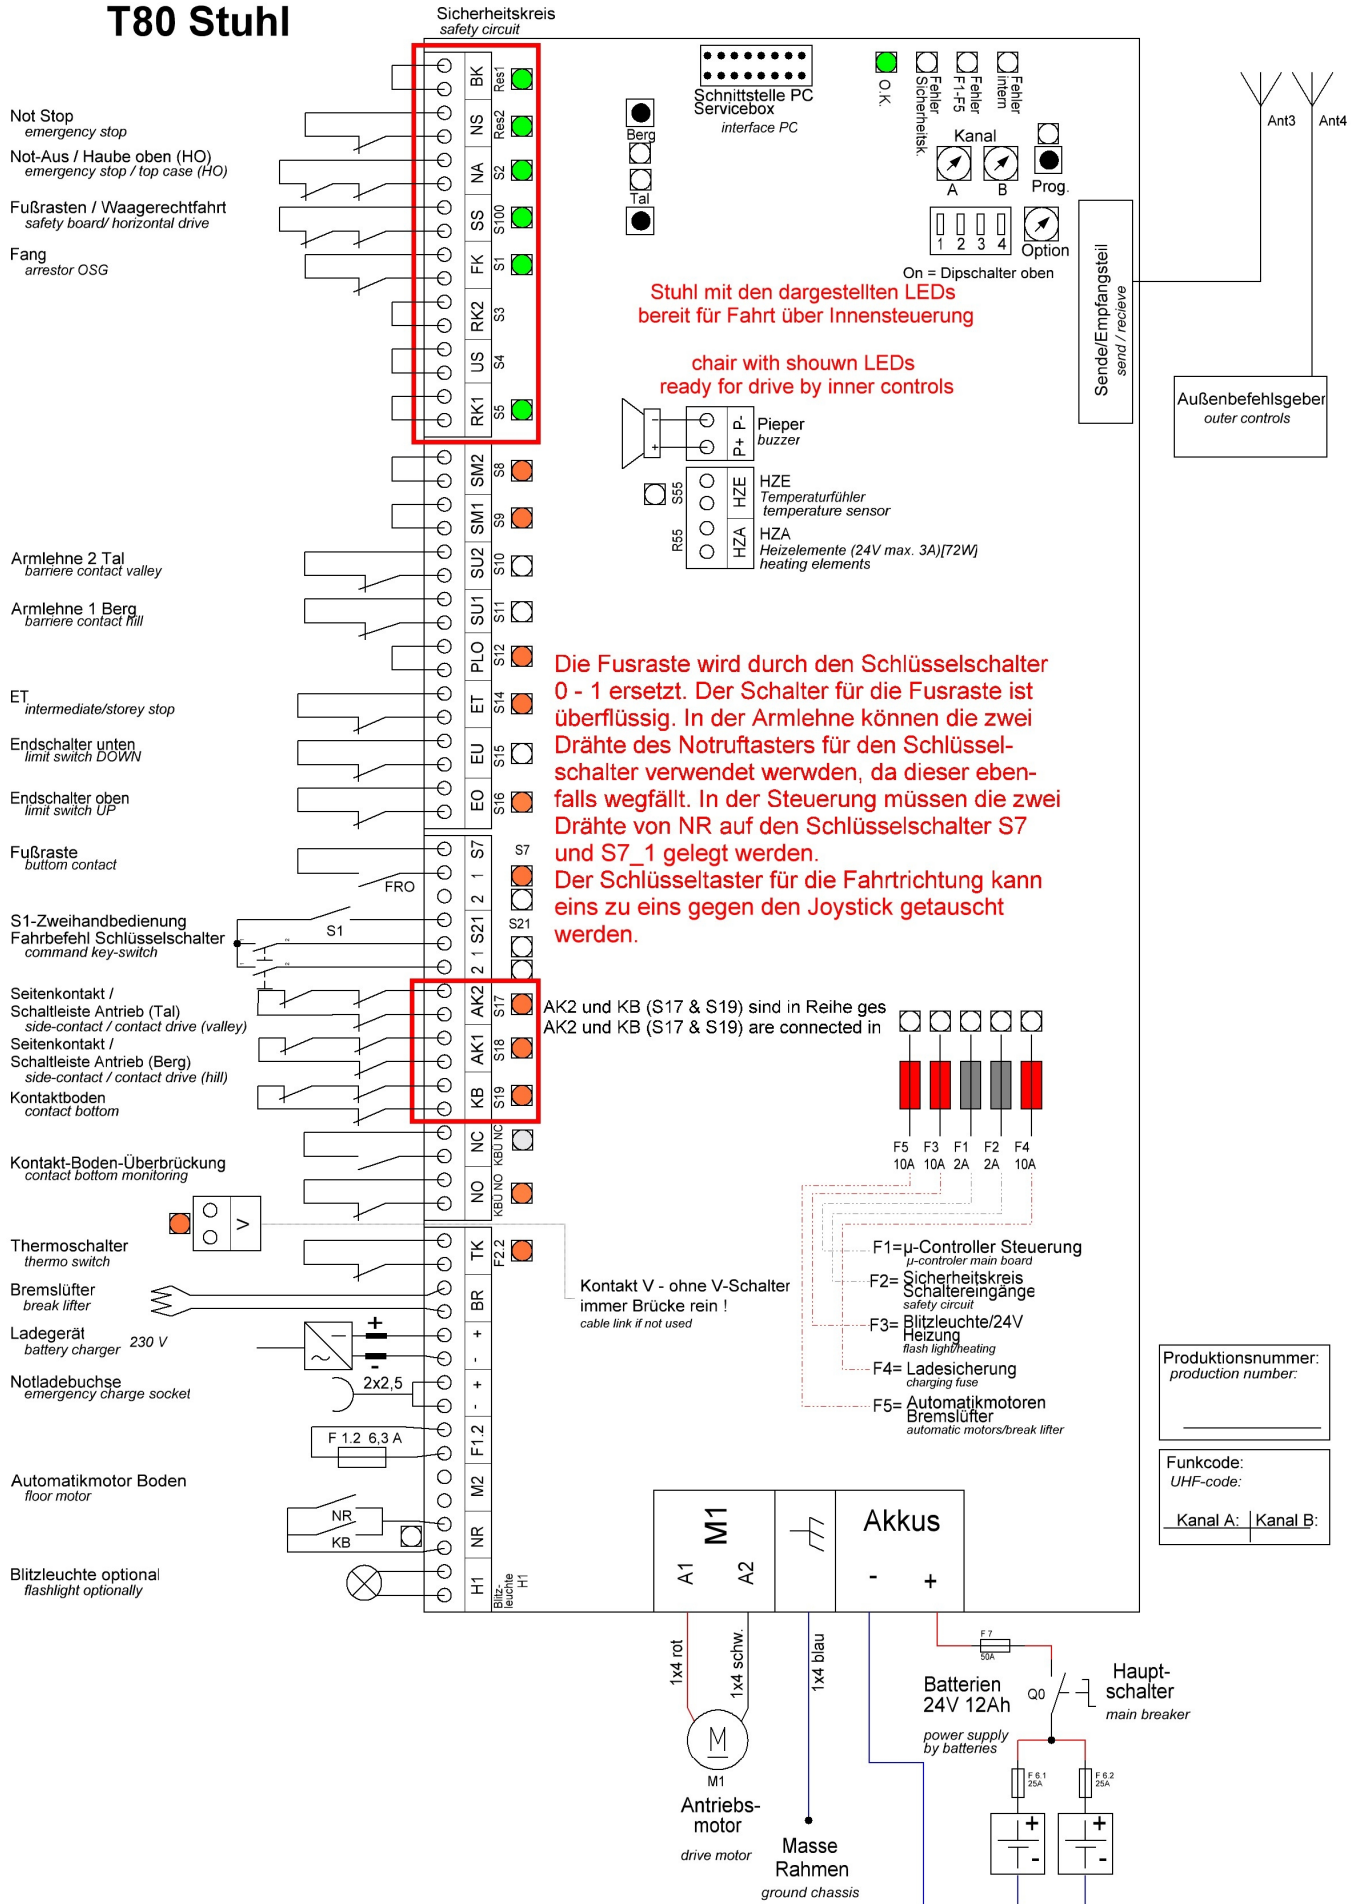 T80 Stuhl
Sicherheitskreis
safety circuit
Not Stop
emergency stop
Not-Aus / Haube oben (HO)
emergency stop / top case (HO)
Fußrasten / Waagerechtfahrt
safety board/ horizontal drive
Fang
arrestor OSG
BK Res1
NS Res2
NA S2
SS S100
FK S1
RK2 S3
US S4
RK1 S5
SM2 S8
SM1 S9
SU2 S10
SU1 S11
PLO S12
ET S14
EU S15
EO S16
Armlehne 2 Tal
barriere contact valley
Armlehne 1 Berg
barriere contact hill
ET
intermediate/storey stop
Endschalter unten
limit switch DOWN
Endschalter oben
limit switch UP
Fußraste
buttom contact
FRO
S7
1
2
S7
S1-Zweihandbedienung
Fahrbefehl Schlüsselschalter
command key-switch
S1
S21
1
2
S21
Seitenkontakt /
Schaltleiste Antrieb (Tal)
side-contact / contact drive (valley)
Seitenkontakt /
Schaltleiste Antrieb (Berg)
side-contact / contact drive (hill)
Kontaktboden
contact bottom
AK2 S17
AK1 S18
KB S19
NC KBÜ NC
NO KBÜ NO
Kontakt-Boden-Überbrückung
contact bottom monitoring
V
Thermoschalter
thermo switch
TK F2.2
Bremslüfter
break lifter
BR
Ladegerät
battery charger 230 V
+
-
+
-
Notladebuchse
emergency charge socket
2x2,5
+
-
F 1.2 6,3 A
F1.2
Automatikmotor Boden
floor motor
M2
NR
KB
NR
Blitzleuchte optional
flashlight optionally
H1
Blitz-
leuchte
H1
Schnittstelle PC
Servicebox
interface PC
Berg
Tal
O.K.
Fehler
Sicherheitsk.
Fehler
F1-F5
Fehler
intern
Kanal
A B
Prog.
1 2 3 4
Option
On = Dipschalter oben
Ant3
Ant4
Sende/Empfangsteil
send / recieve
Außenbefehlsgeber
outer controls
Stuhl mit den dargestellten LEDs
bereit für Fahrt über Innensteuerung
chair with shouwn LEDs
ready for drive by inner controls
-
+
P+ P-
Pieper
buzzer
S55
R55
HZE
HZA
HZE
Temperaturfühler
temperature sensor
HZA
Heizelemente (24V max. 3A)[72W]
heating elements
Die Fusraste wird durch den Schlüsselschalter
0 - 1 ersetzt. Der Schalter für die Fusraste ist
überflüssig. In der Armlehne können die zwei
Drähte des Notruftasters für den Schlüssel-
schalter verwendet werwden, da dieser eben-
falls wegfällt. In der Steuerung müssen die zwei
Drähte von NR auf den Schlüsselschalter S7
und S7_1 gelegt werden.
Der Schlüsseltaster für die Fahrtrichtung kann
eins zu eins gegen den Joystick getauscht
werden.
AK2 und KB (S17 & S19) sind in Reihe ges
AK2 und KB (S17 & S19) are connected in
F5 F3 F1 F2 F4
10A 10A 2A 2A 10A
F1=µ-Controller Steuerung
µ-controler main board
F2= Sicherheitskreis
Schaltereingänge
safety circuit
F3= Blitzleuchte/24V
Heizung
flash light/heating
F4= Ladesicherung
charging fuse
F5= Automatikmotoren
Bremslüfter
automatic motors/break lifter
Kontakt V - ohne V-Schalter
immer Brücke rein !
cable link if not used
Produktionsnummer:
production number:
Funkcode:
UHF-code:
Kanal A: Kanal B:
M1
A1 A2
Akkus
- +
1x4 rot
1x4 schw.
1x4 blau
M
M1
Antriebs-
motor
drive motor
Masse
Rahmen
ground chassis
F 7
50A
Batterien
24V 12Ah
power supply
by batteries
Q0
Haupt-
schalter
main breaker
F 6.1
25A
F 6.2
25A
+
-
+
-